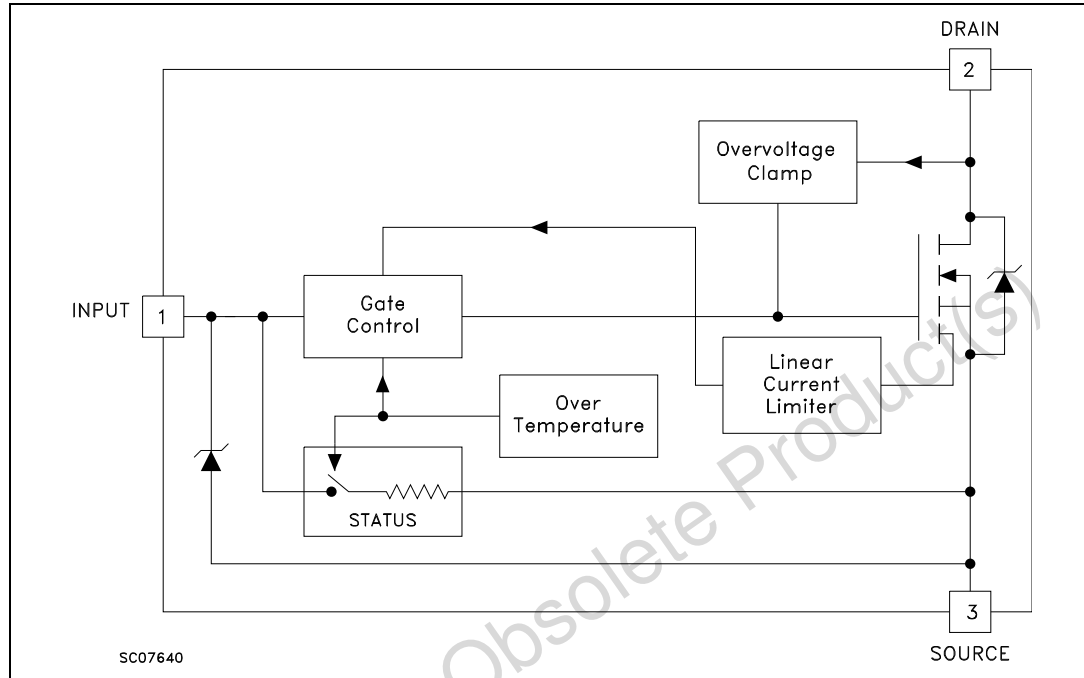 DRAIN
2
Overvoltage
Clamp
INPUT
1
Gate
Control
Linear
Current
Limiter
Over
Temperature
STATUS
3
SOURCE
SC07640
Obsolete Product(s)